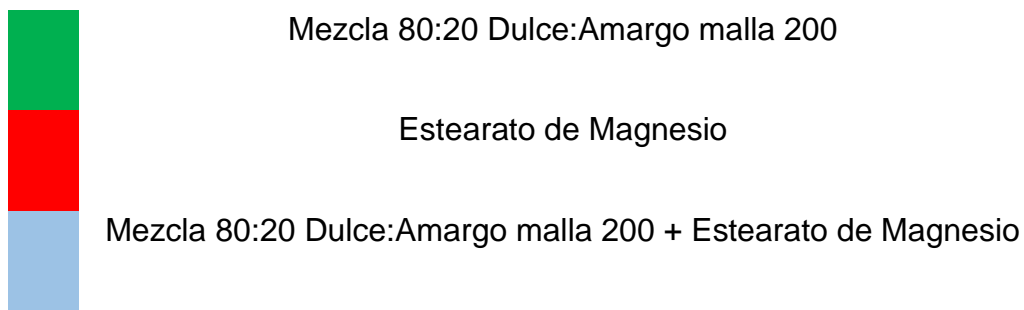 Mezcla 80:20 Dulce:Amargo malla 200
Estearato de Magnesio
Mezcla 80:20 Dulce:Amargo malla 200 + Estearato de Magnesio